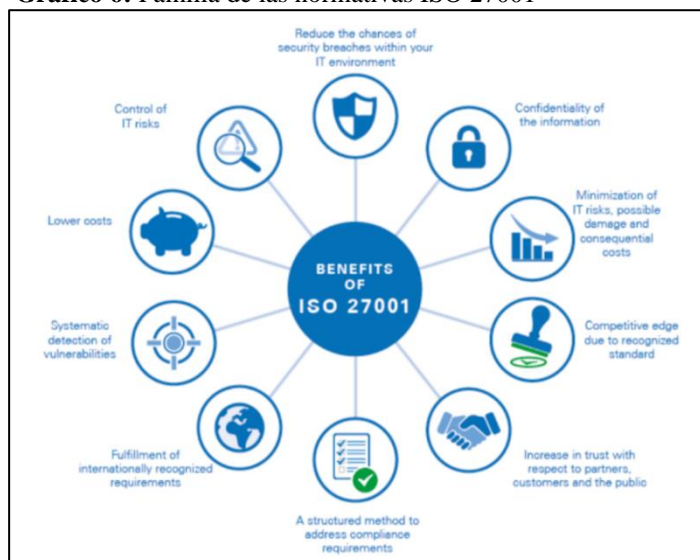 Gráfico 6: Familia de las normativas ISO 27001
Reduce the chances of
security breaches within your
IT environment
Confidentiality of
the information
Minimization of
IT risks, possible
damage and
consequential
costs
Competitive edge
due to recognized
standard
Increase in trust with
respect to partners,
customers and the public
A structured method to
address compliance
requirements
Fulfillment of
internationally recognized
requirements
Systematic
detection of
vulnerabilities
Lower costs
Control of
IT risks
BENEFITS
OF
ISO 27001